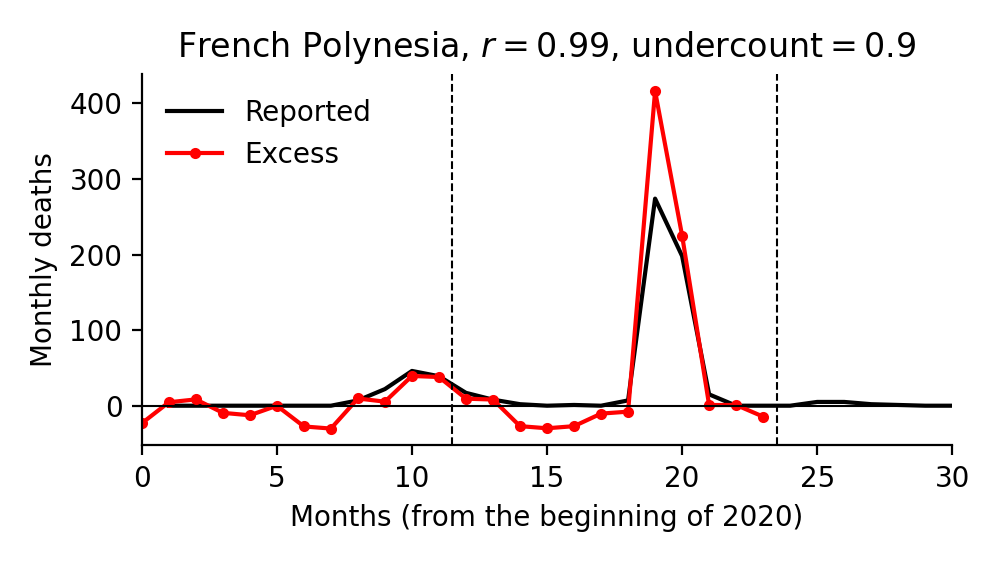 French Polynesia, r = 0.99, undercount = 0.9
Reported
Excess
Monthly deaths
400
300
200
100
0
0 5 10 15 20 25 30
Months (from the beginning of 2020)